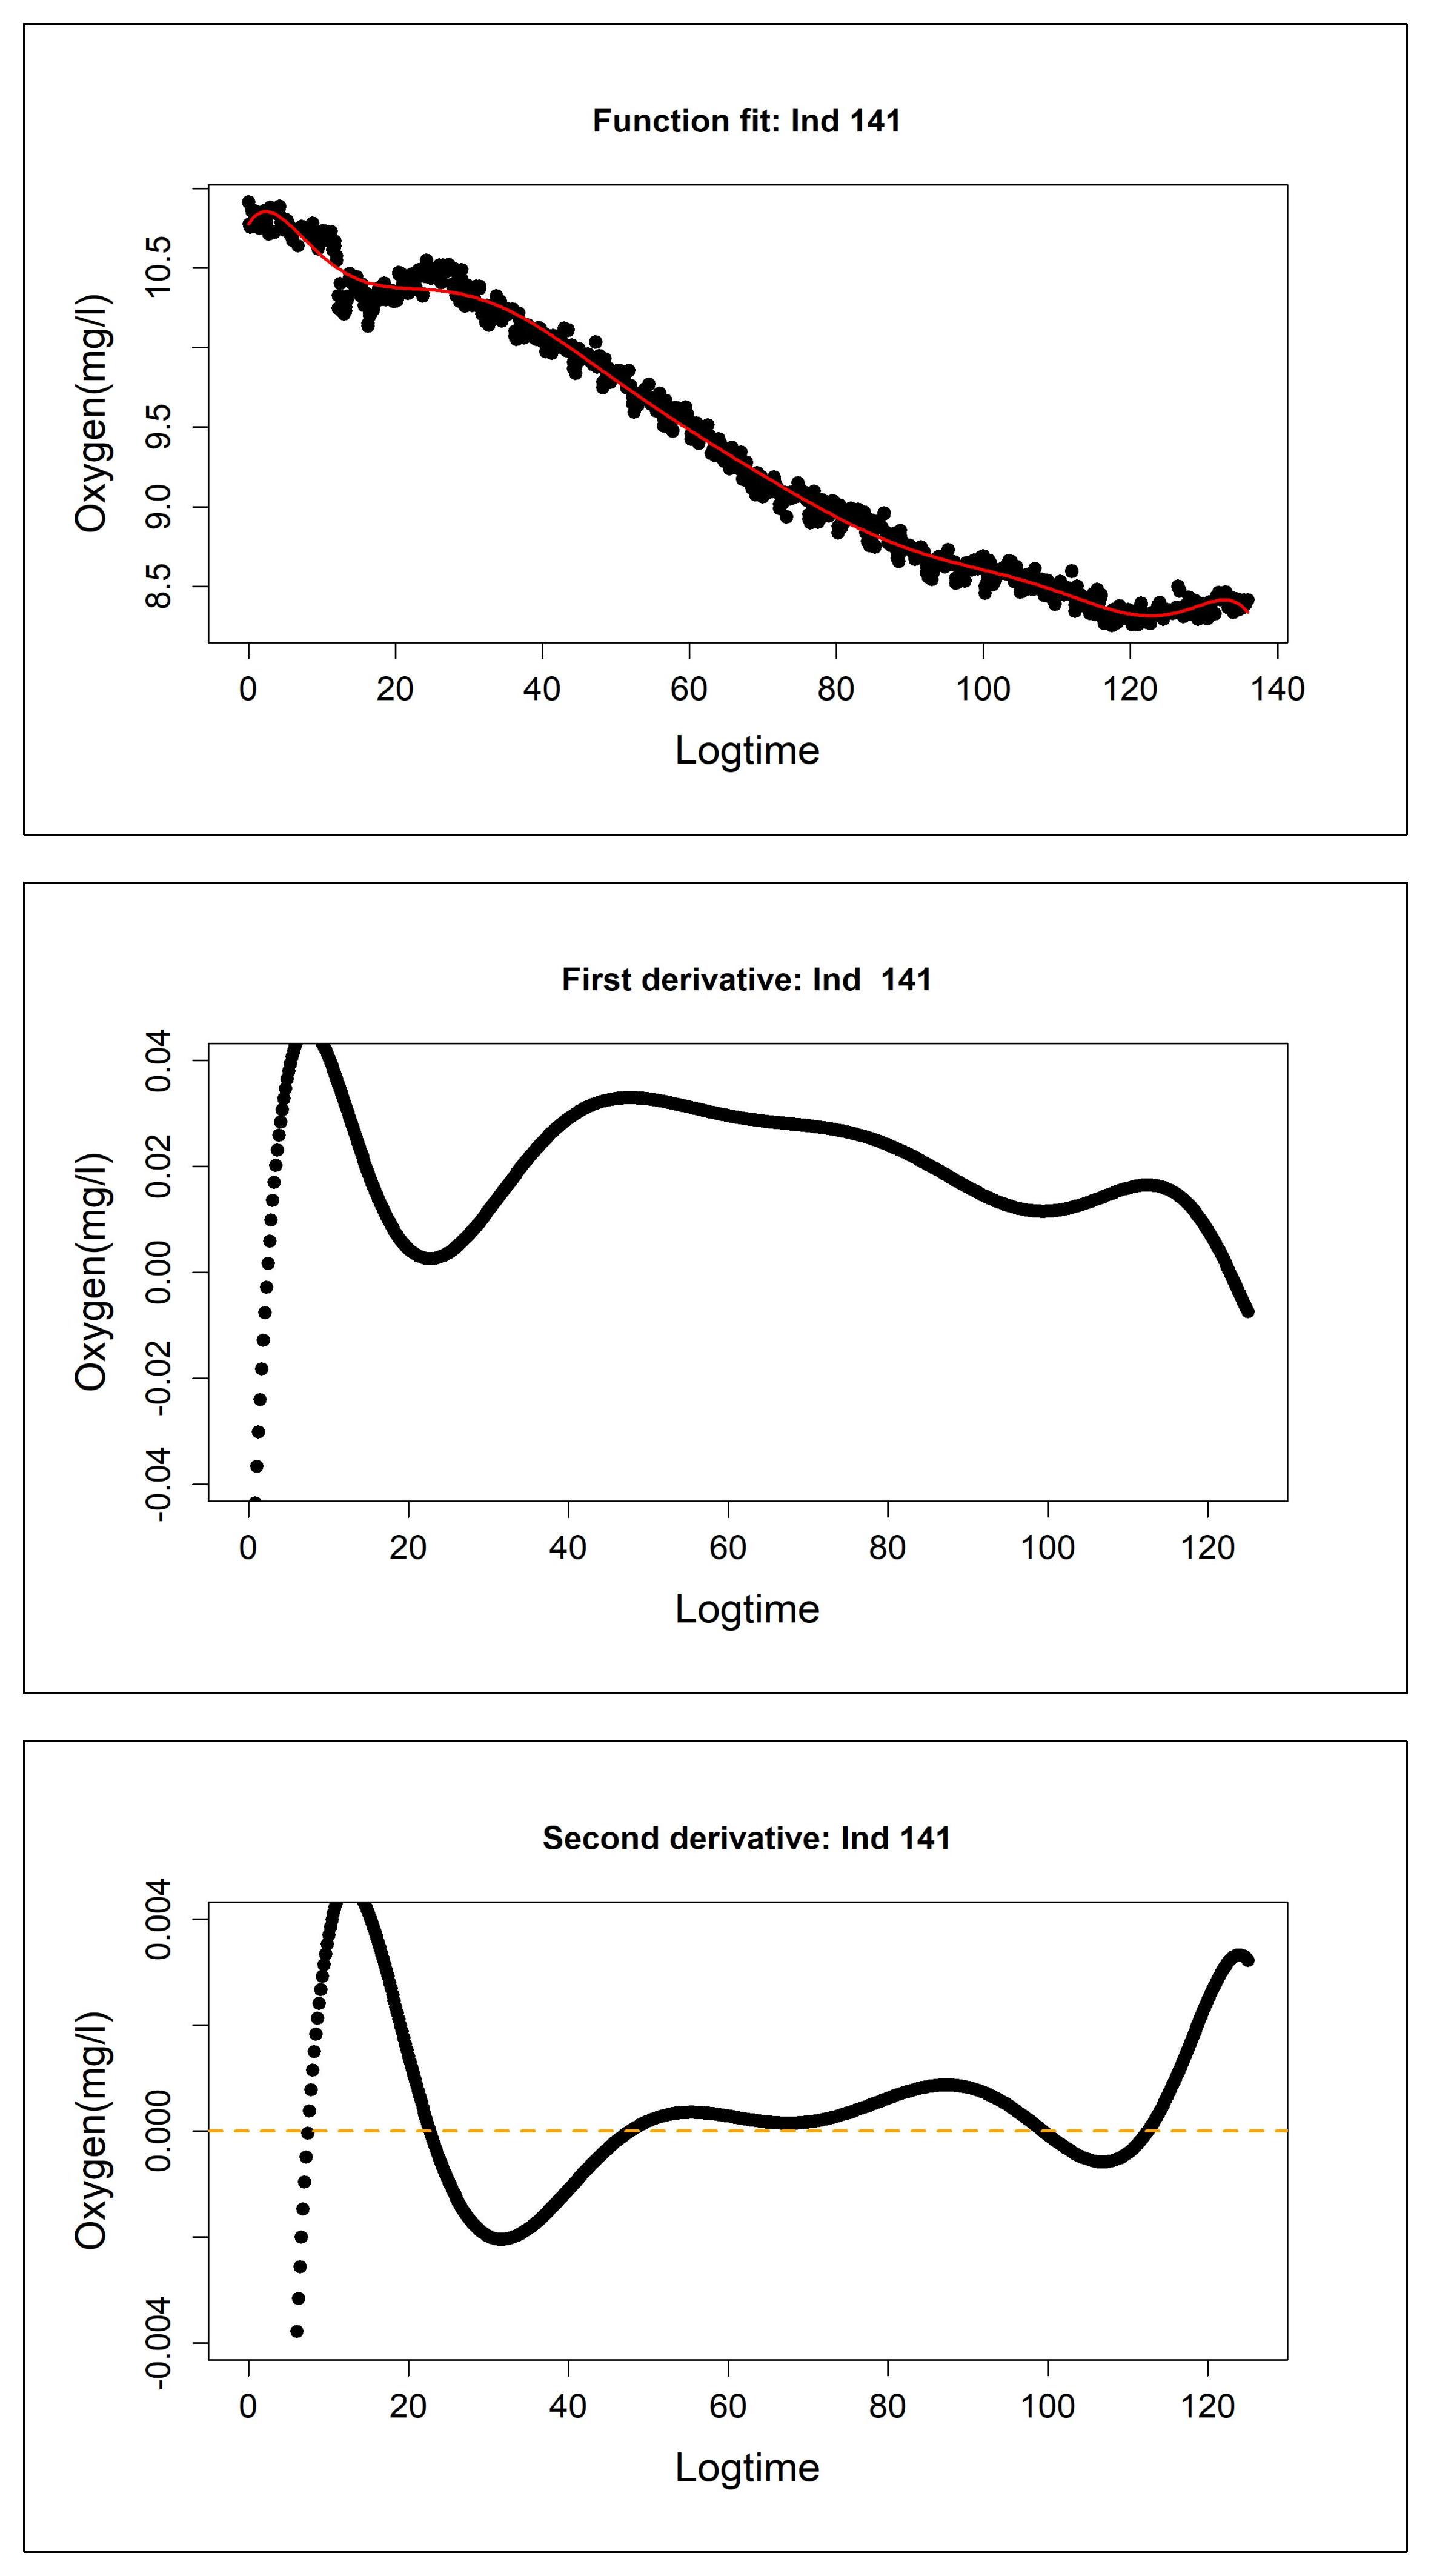 Function fit: Ind 141
Oxygen(mg/l)
10.5
9.5
9.0
8.5
0 20 40 60 80 100 120 140
Logtime
First derivative: Ind  141
Oxygen(mg/l)
0.04
0.02
0.00
-0.02
-0.04
0 20 40 60 80 100 120
Logtime
Second derivative: Ind 141
Oxygen(mg/l)
0.004
0.000
-0.004
0 20 40 60 80 100 120
Logtime